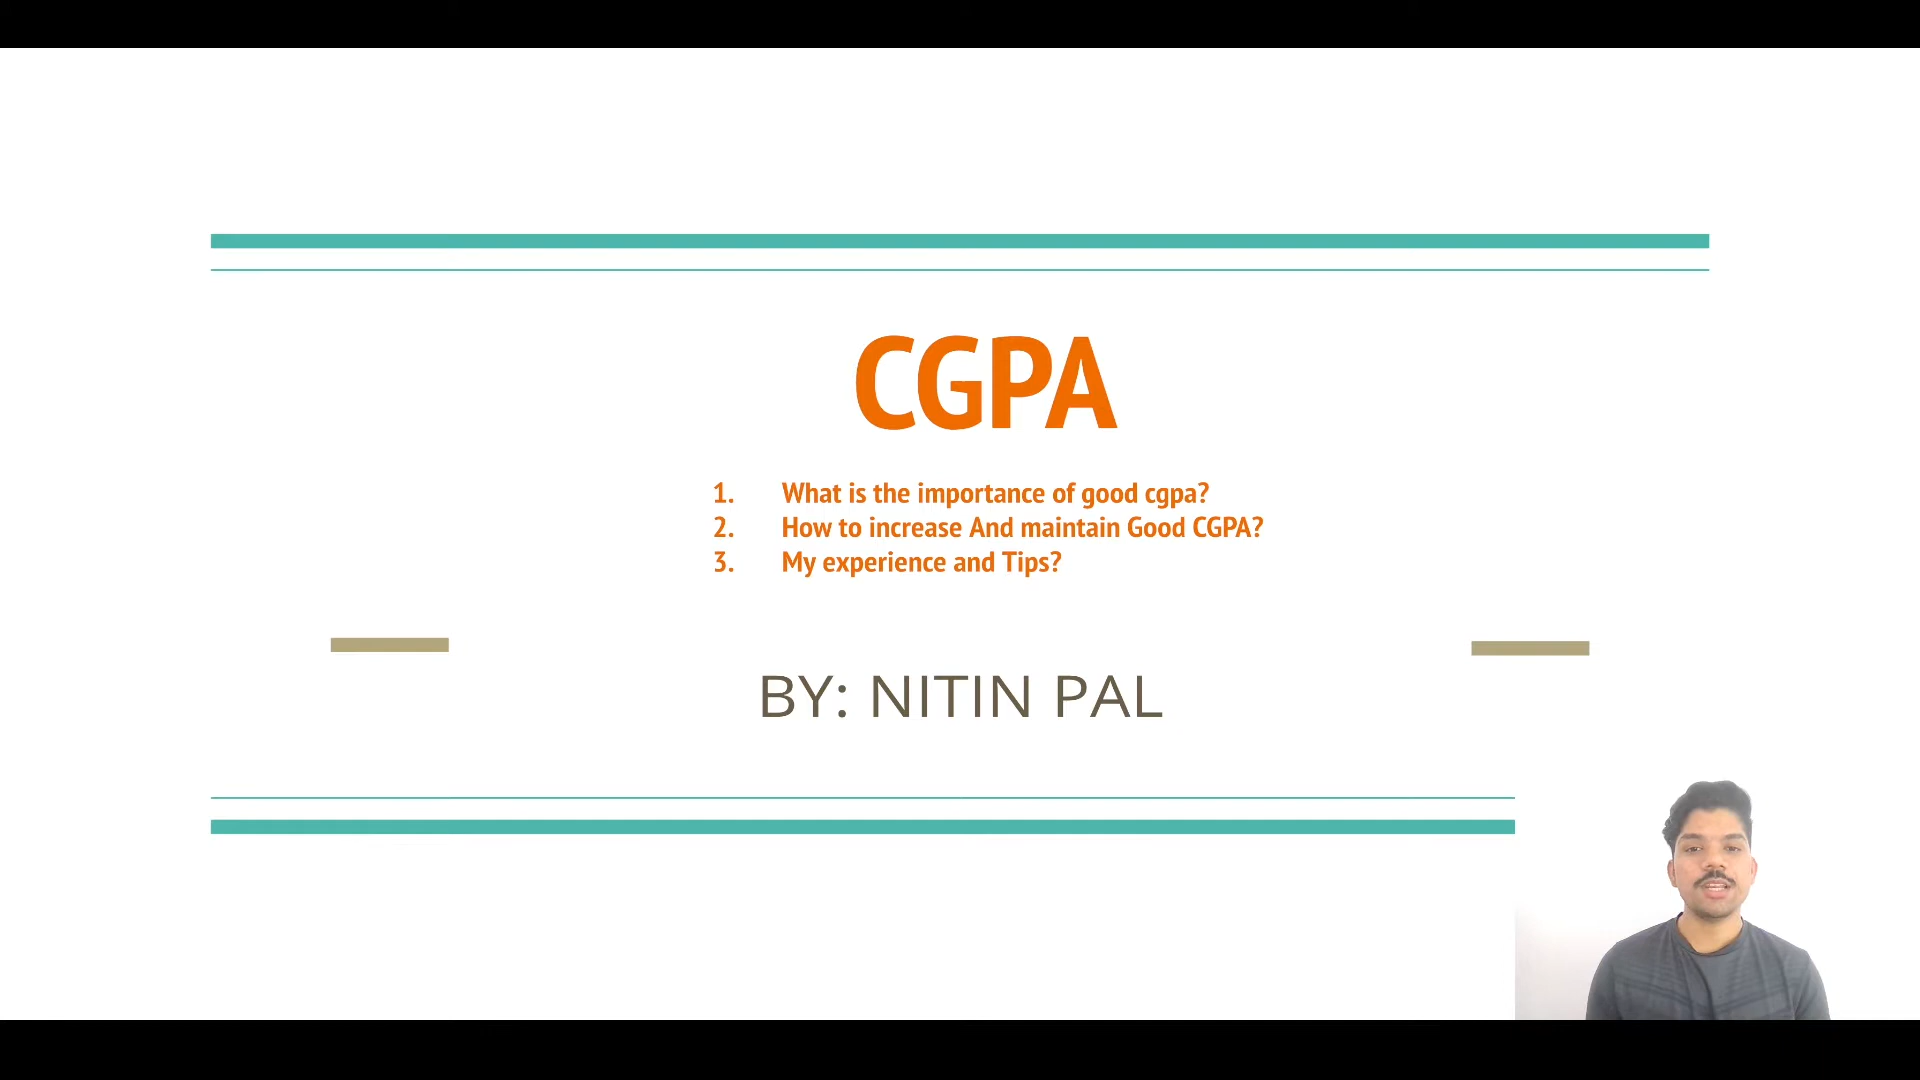 CGPA
1. What is the importance of good cgpa?
2. How to increase And maintain Good CGPA?
3. My experience and Tips?
BY: NITIN PAL